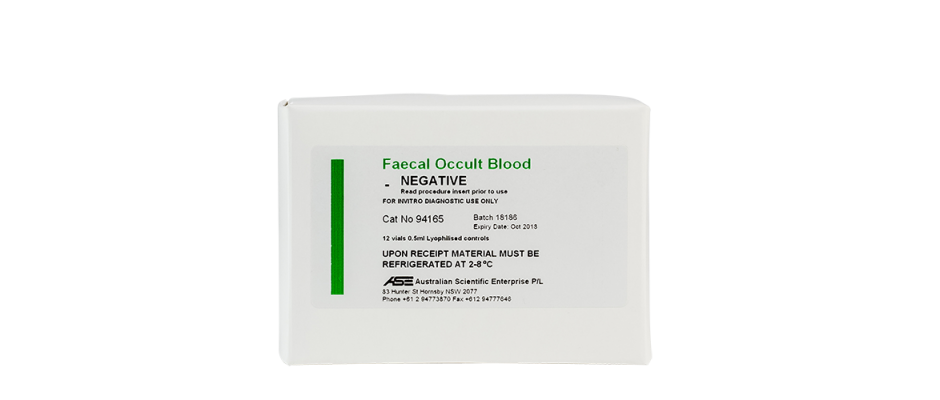 Faecal Occult Blood
- NEGATIVE
Read procedure insert prior to use
FOR INVITRO DIAGNOSTIC USE ONLY
Cat No 94165 Batch 18186
Expiry Date: Oct 2018
12 vials 0.5ml Lyophilised controls
UPON RECEIPT MATERIAL MUST BE
REFRIGERATED AT 2-8°C
ASE Australian Scientific Enterprise P/L
83 Hunter St Hornsby NSW 2077
Phone +61 2 94773870 Fax +612 94777646